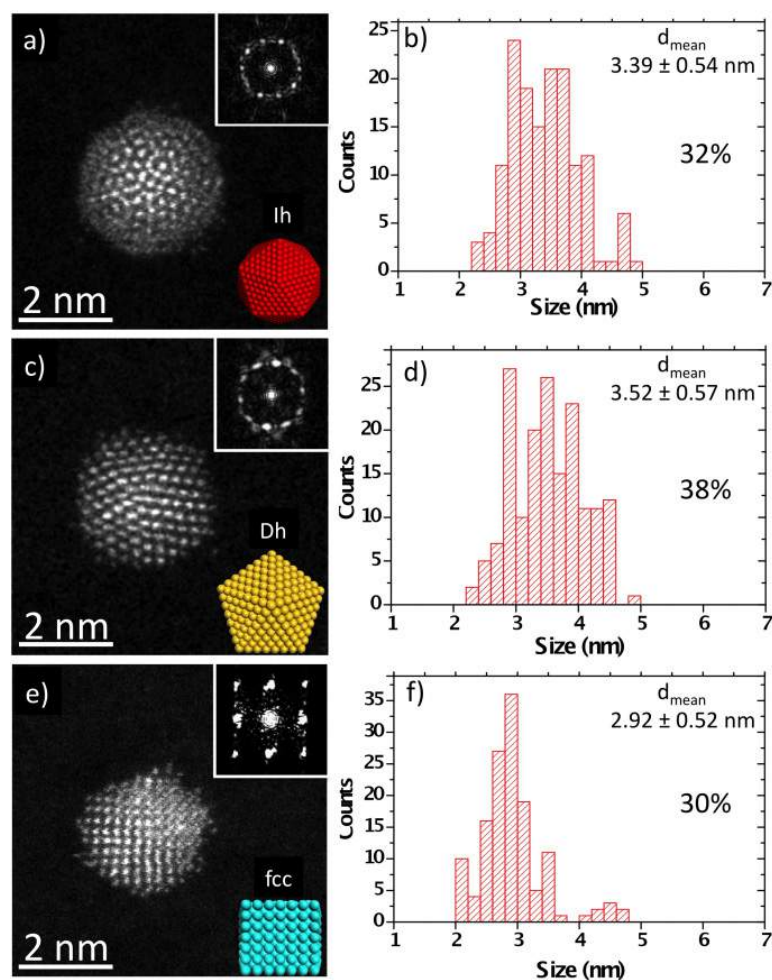 a)
Ih
2 nm
b)
d_mean
3.39 ± 0.54 nm
32%
Counts
25
20
15
10
5
0
1 2 3 4 5 6 7
Size (nm)
c)
Dh
2 nm
d)
d_mean
3.52 ± 0.57 nm
38%
Counts
25
20
15
10
5
0
1 2 3 4 5 6 7
Size (nm)
e)
fcc
2 nm
f)
d_mean
2.92 ± 0.52 nm
30%
Counts
35
30
25
20
15
10
5
0
1 2 3 4 5 6 7
Size (nm)